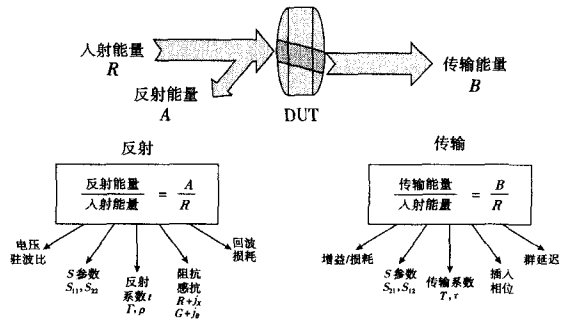 入射能量
R
反射能量
A
DUT
传输能量
B
反射
反射能量 / 入射能量 = A / R
电压
驻波比
S参数
S₁₁,S₂₂
反射
系数t
Γ,ρ
阻抗
感抗
R+jX
G+jB
回波
损耗
传输
传输能量 / 入射能量 = B / R
增益/损耗
S参数
S₂₁,S₁₂
传输系数
T,τ
插入
相位
群延迟